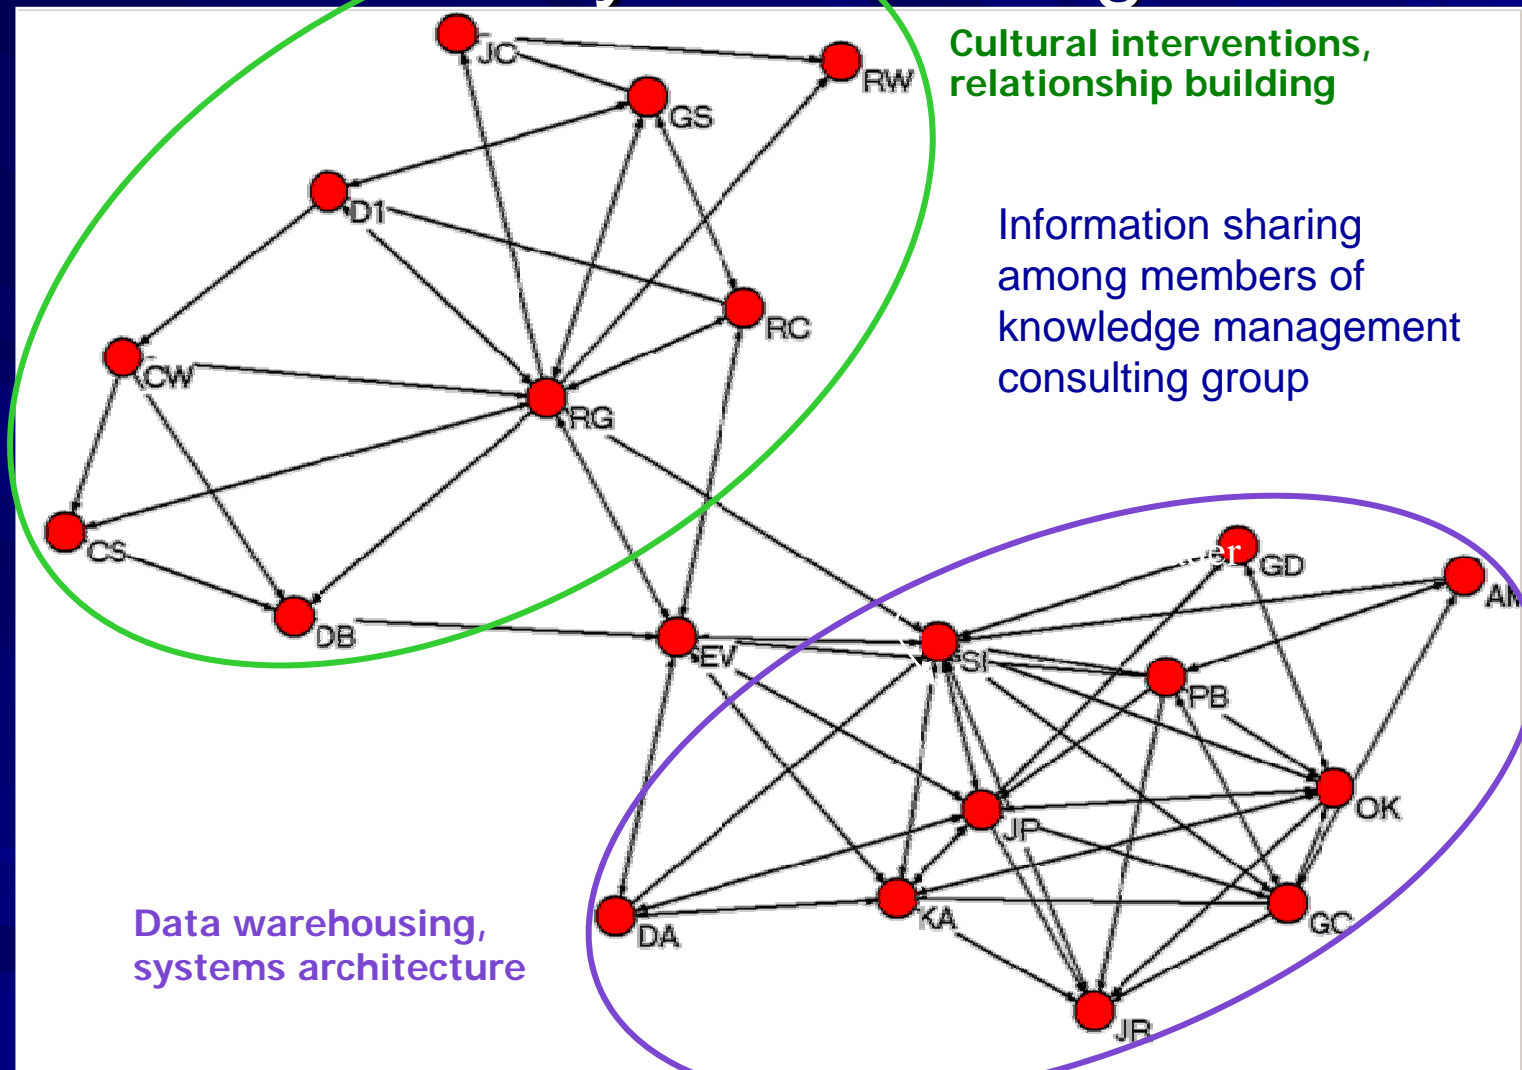 Cultural interventions,
relationship building
Information sharing
among members of
knowledge management
consulting group
JC
RW
GS
D1
RC
CW
RG
CS
DB
GD
EV
SI
PB
OK
JP
DA
KA
GC
JR
Data warehousing,
systems architecture